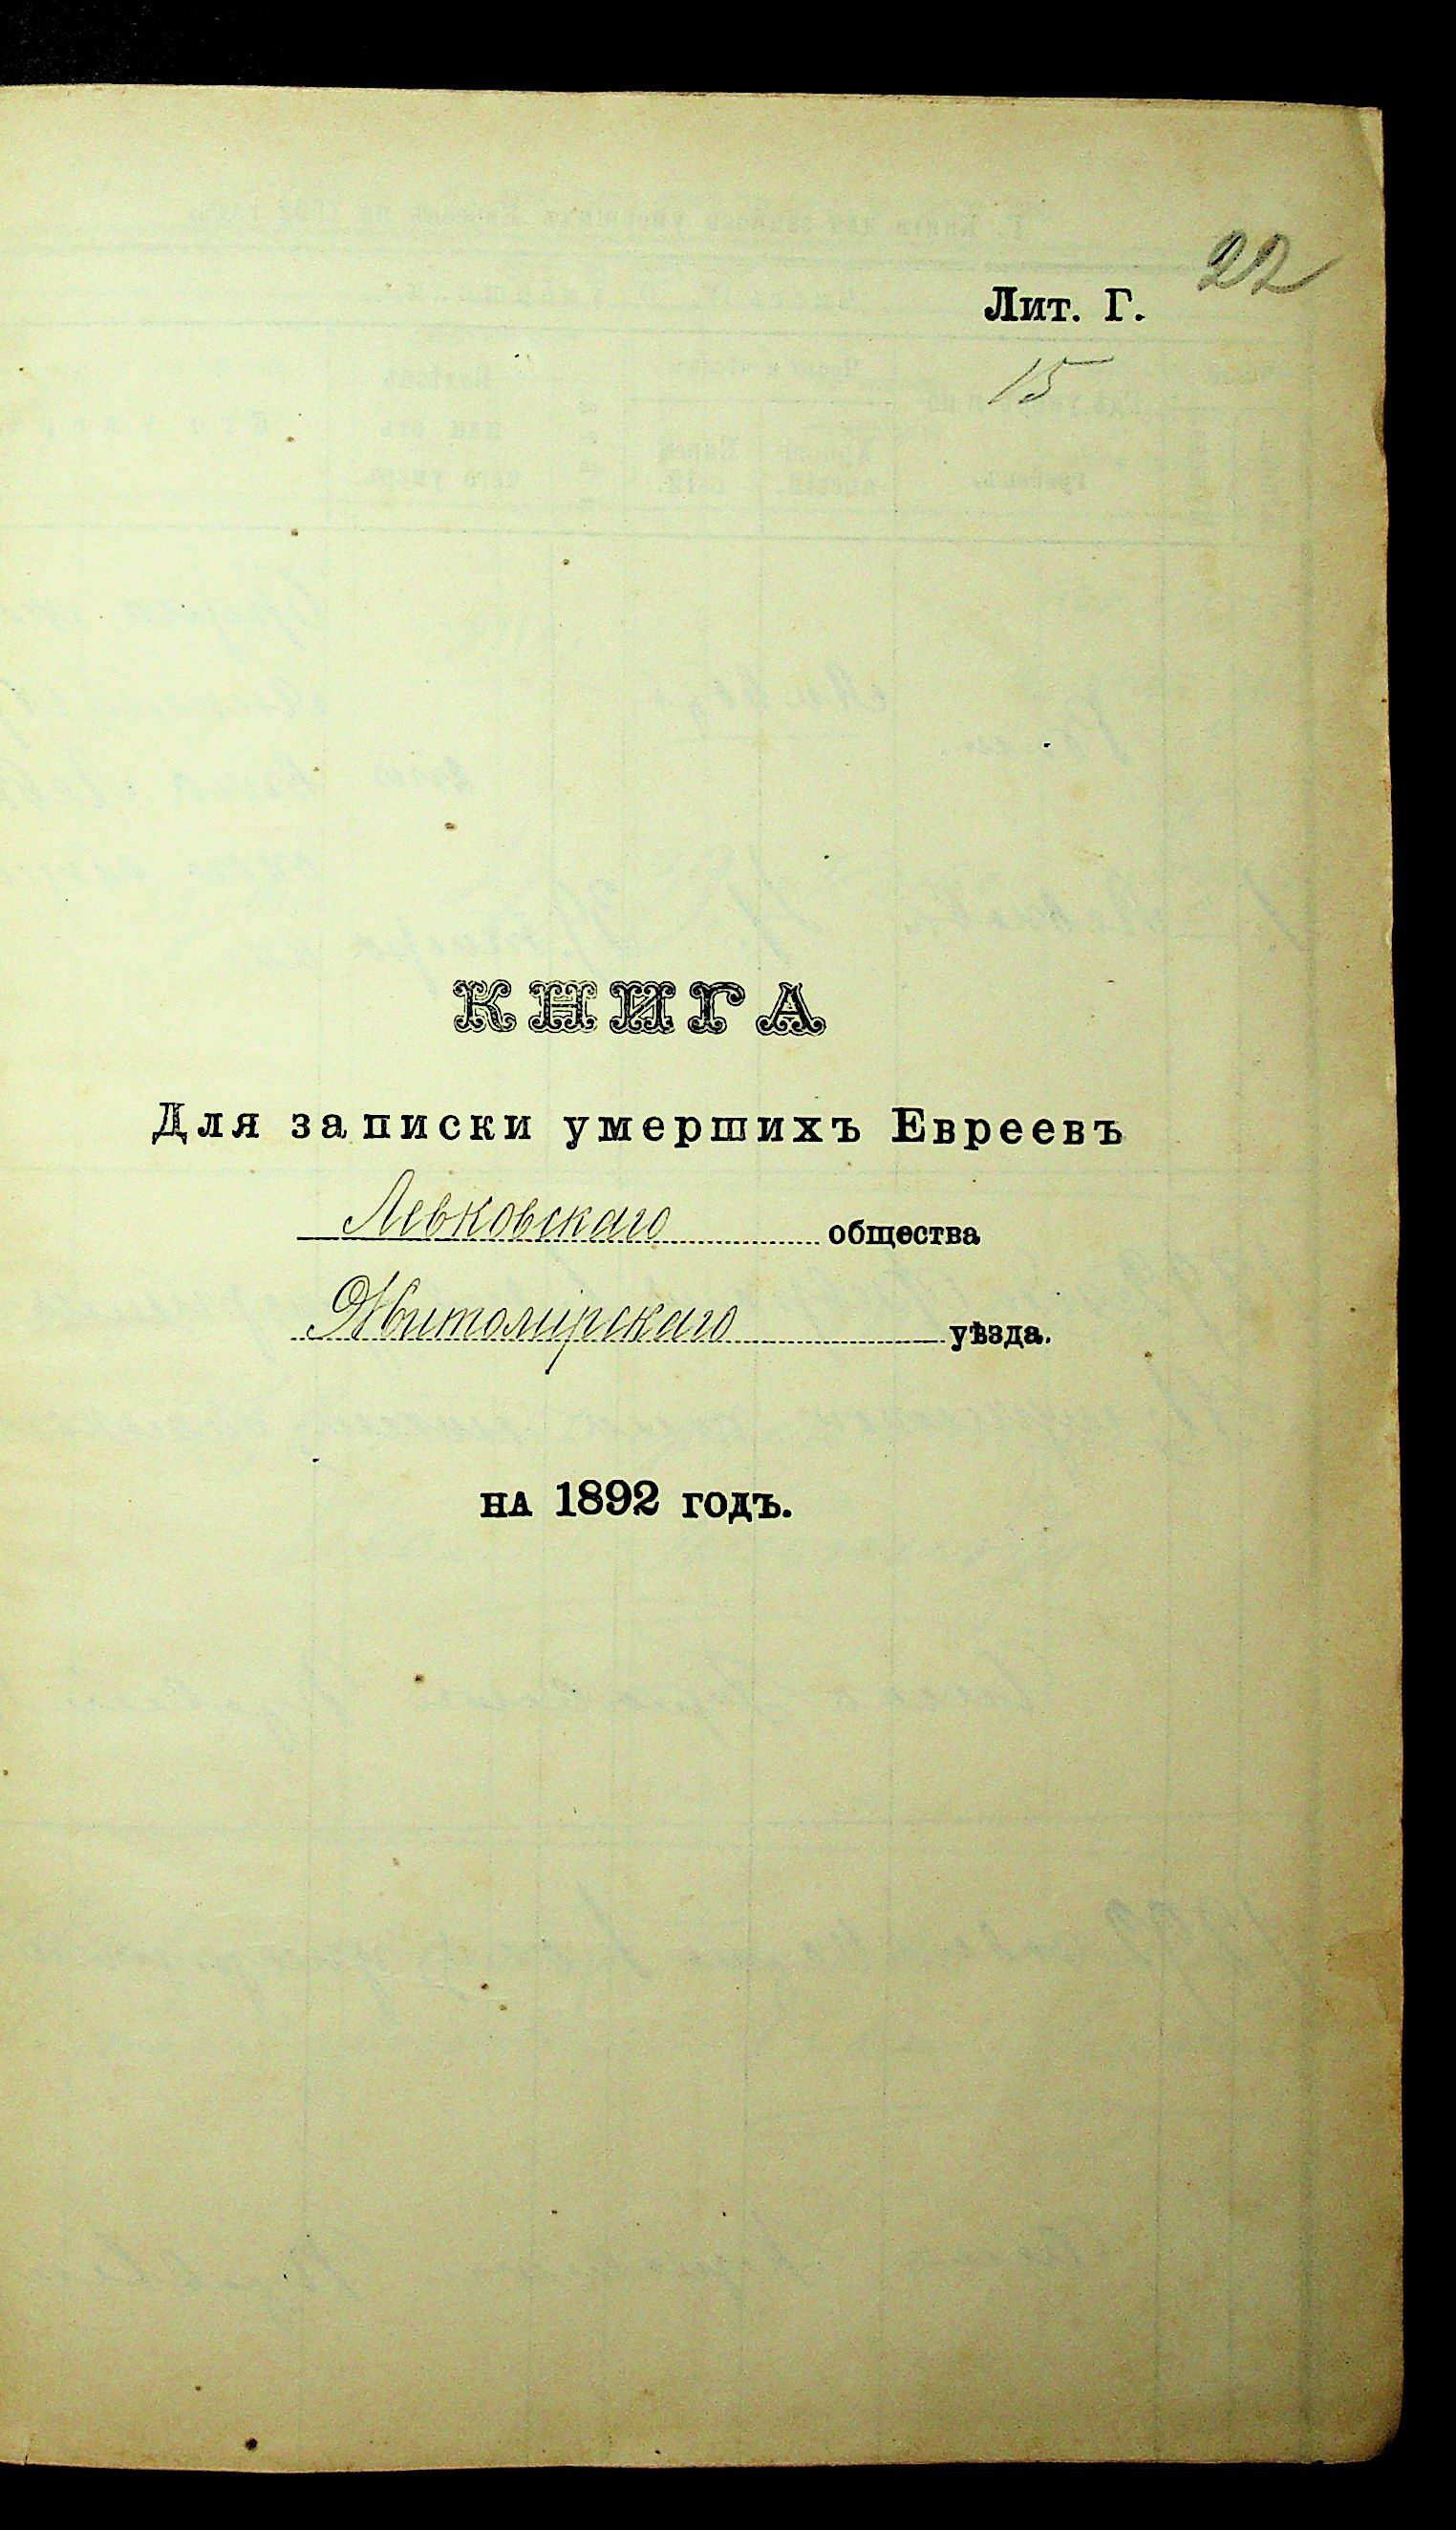 22
Лит. Г.
15
КНИГА
Для записки умершихъ Евреевъ
Левковскаго общества
Житомирскаго уѣзда.
на 1892 годъ.